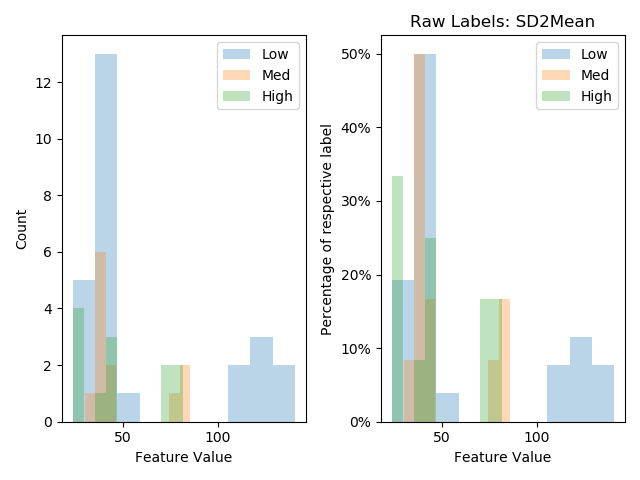 Raw Labels: SD2Mean
Count
12
10
8
6
4
2
0
50
100
Feature Value
Low
Med
High
Percentage of respective label
50%
40%
30%
20%
10%
0%
50
100
Feature Value
Low
Med
High